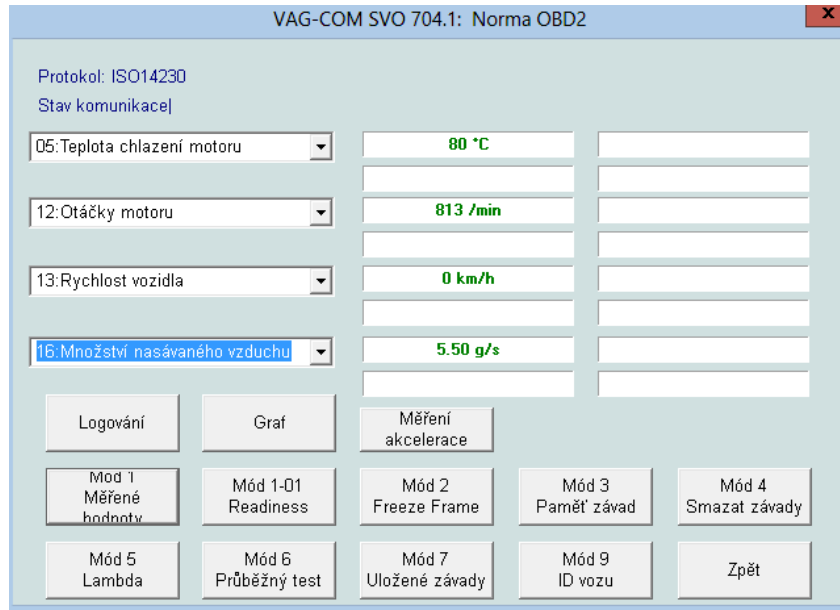 VAG-COM SVO 704.1: Norma OBD2
x
Protokol: ISO14230
Stav komunikace|
05:Teplota chlazení motoru
80 °C
12:Otáčky motoru
813 /min
13:Rychlost vozidla
0 km/h
16:Množství nasávaného vzduchu
5.50 g/s
Logování
Graf
Měření
akcelerace
Mód 1
Měřené
hodnoty
Mód 1-01
Readiness
Mód 2
Freeze Frame
Mód 3
Paměť závad
Mód 4
Smazat závady
Mód 5
Lambda
Mód 6
Průběžný test
Mód 7
Uložené závady
Mód 9
ID vozu
Zpět